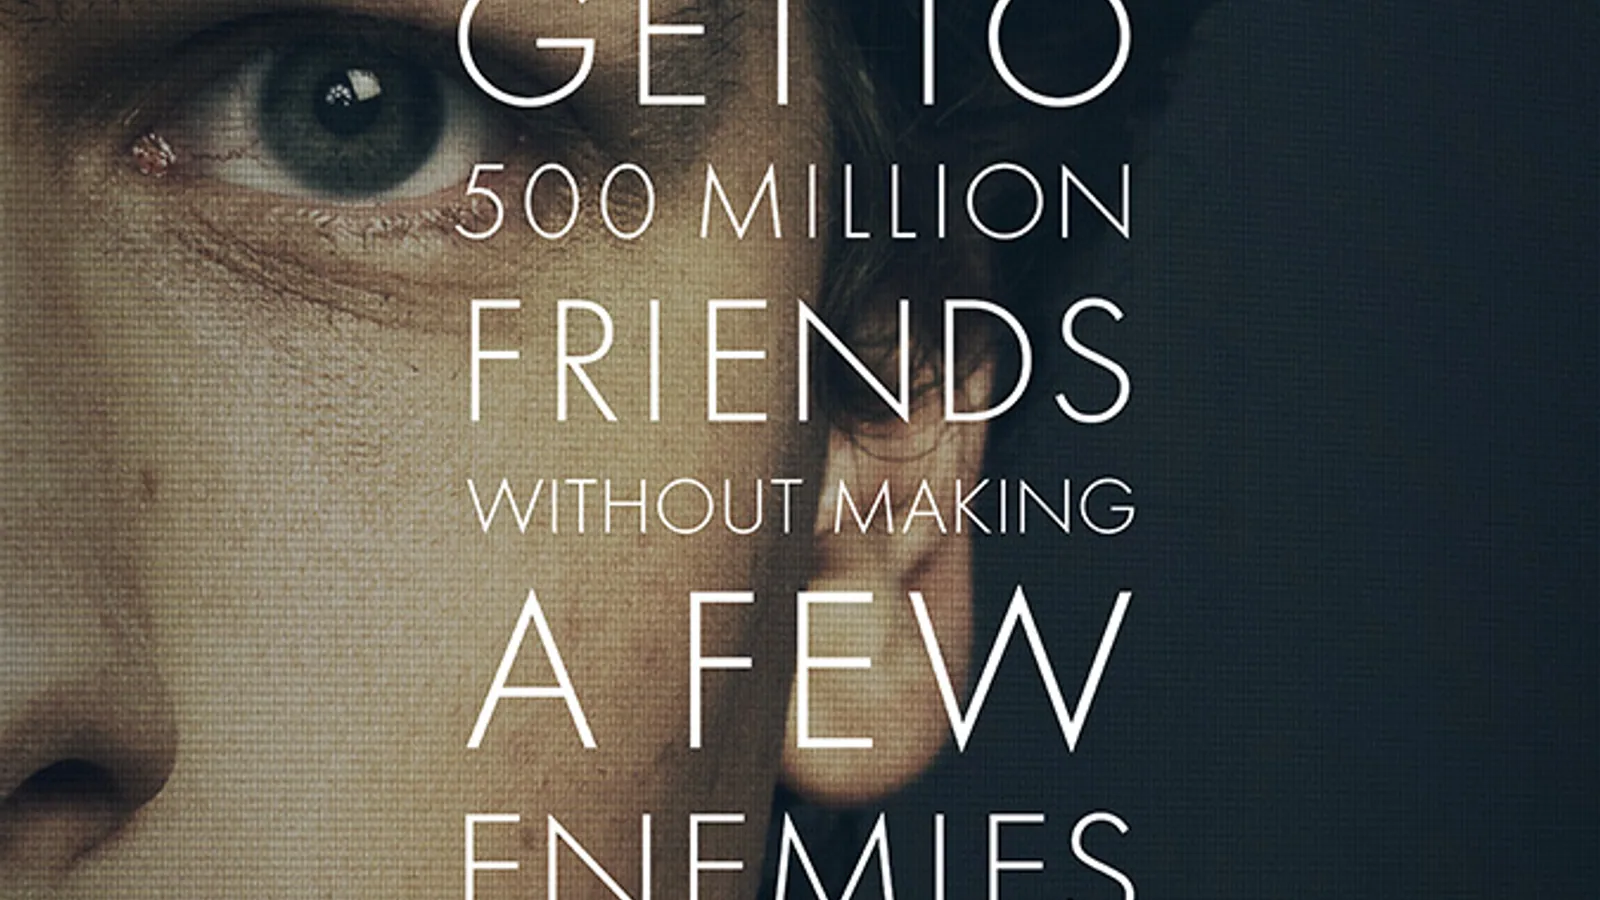 GET TO
500 MILLION
FRIENDS
WITHOUT MAKING
A FEW
ENEMIES